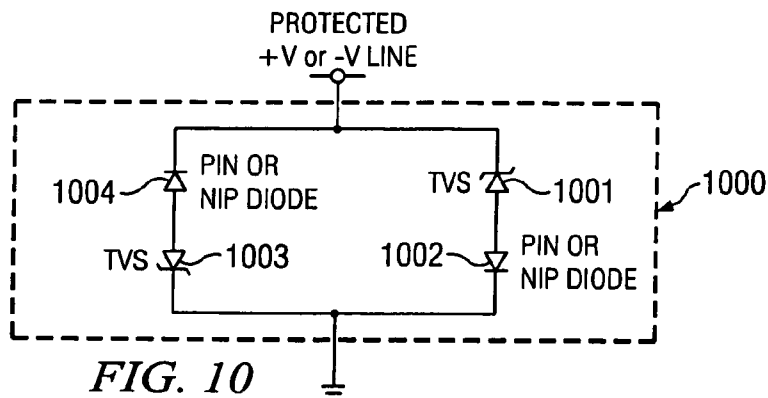 PROTECTED
+V or -V LINE
PIN OR
NIP DIODE
1004
TVS
1001
1000
TVS
1003
1002
PIN OR
NIP DIODE
FIG. 10